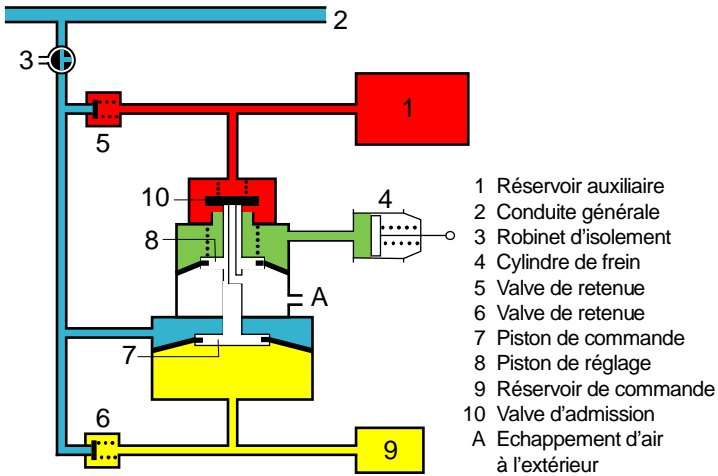 2
3
1
5
10
4
8
A
7
6
9
1 Réservoir auxiliaire
2 Conduite générale
3 Robinet d'isolement
4 Cylindre de frein
5 Valve de retenue
6 Valve de retenue
7 Piston de commande
8 Piston de réglage
9 Réservoir de commande
10 Valve d'admission
A Echappement d'air
à l'extérieur